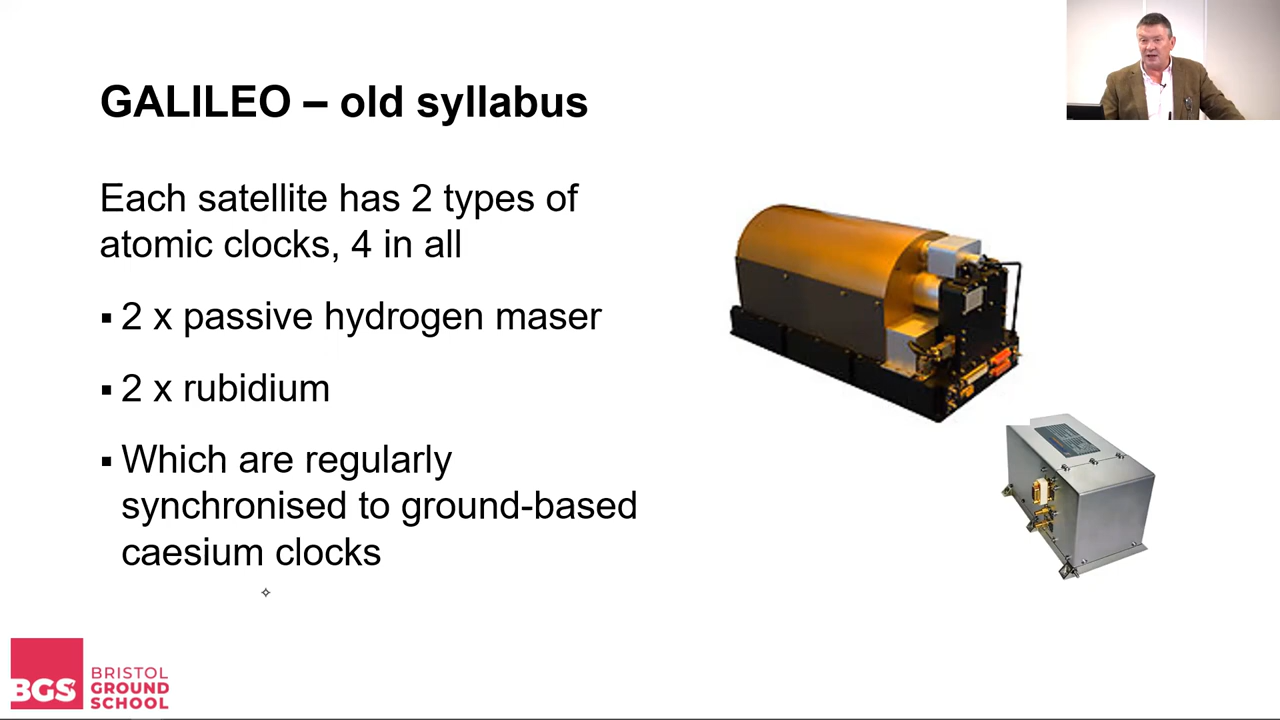 GALILEO – old syllabus
Each satellite has 2 types of
atomic clocks, 4 in all
▪ 2 x passive hydrogen maser
▪ 2 x rubidium
▪ Which are regularly
synchronised to ground-based
caesium clocks
BGS
BRISTOL
GROUND
SCHOOL